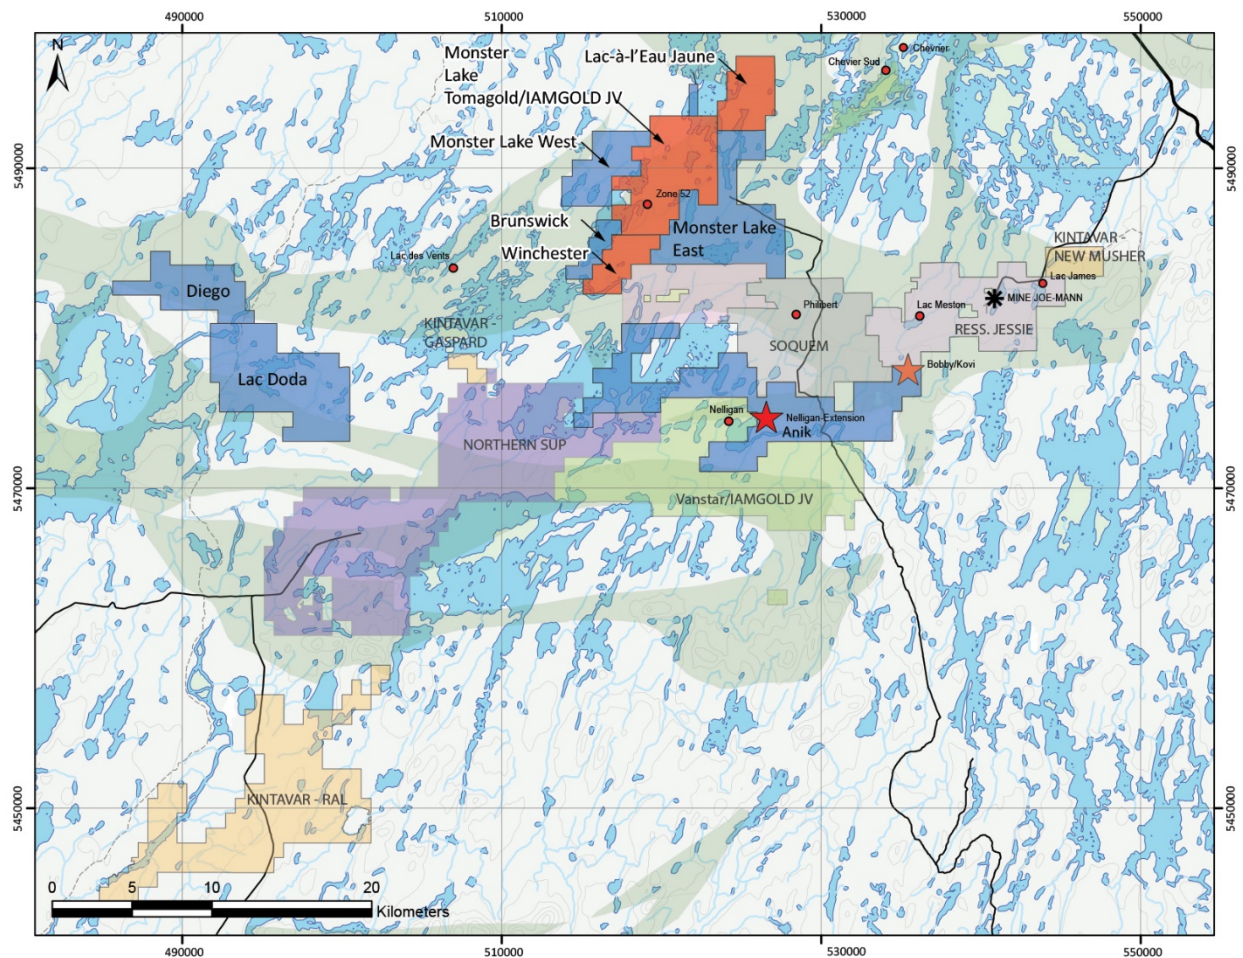 490000
510000
530000
550000
N
Monster
Lake
Tomagold/IAMGOLD JV
Lac-à-l'Eau Jaune
Chevrier
Chevier Sud
5490000
5490000
Monster Lake West
Zone 52
Brunswick
Winchester
Monster Lake
East
Lac des Vents
KINTAVAR -
NEW MUSHER
Lac James
Diego
MINE JOE-MANN
Philibert
Lac Meston
RESS. JESSIE
KINTAVAR -
GASPARD
SOQUEM
Lac Doda
Bobby/Kovi
Nelligan
Nelligan-Extension
Anik
NORTHERN SUP
5470000
5470000
Vanstar/IAMGOLD JV
KINTAVAR - RAL
5450000
5450000
0
5
10
20
Kilometers
490000
510000
530000
550000